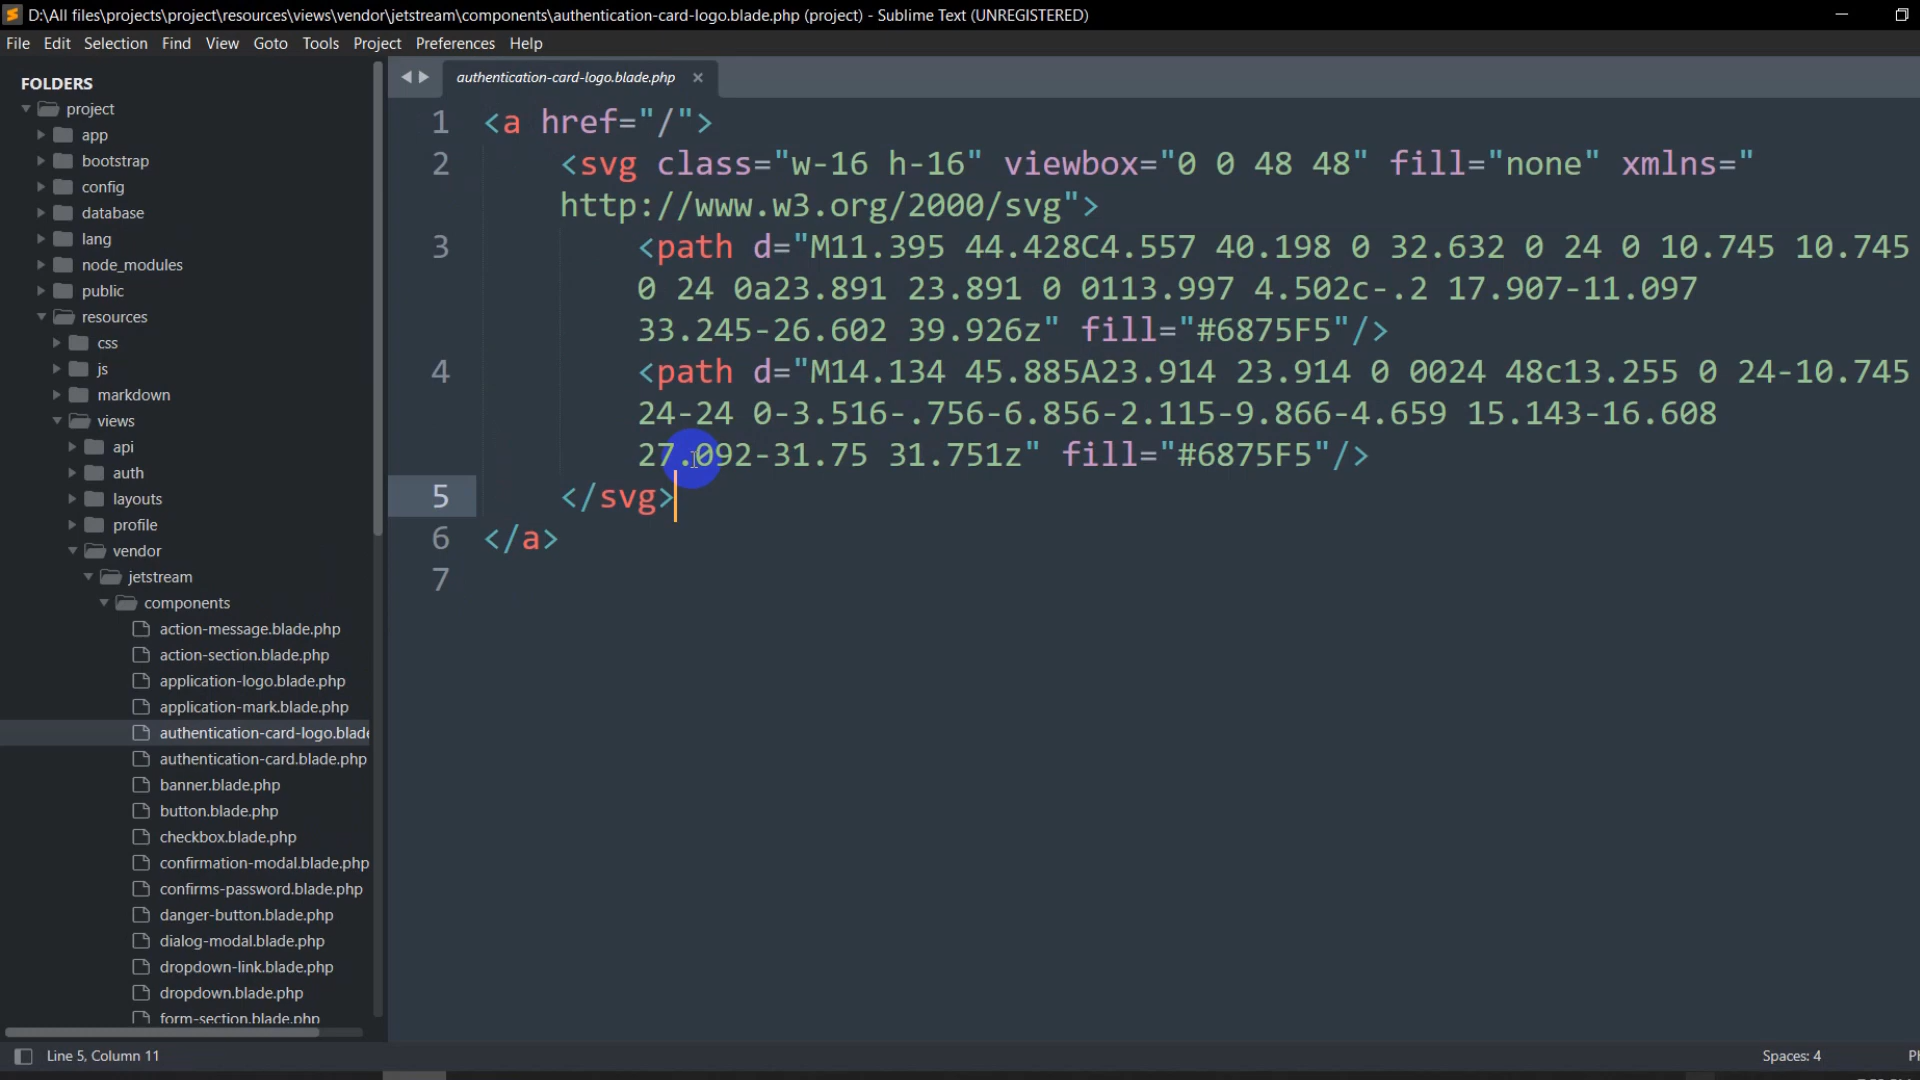 D:\All files\projects\project\resources\views\vendor\jetstream\components\authentication-card-logo.blade.php (project) - Sublime Text (UNREGISTERED)
File Edit Selection Find View Goto Tools Project Preferences Help
FOLDERS
project
app
bootstrap
config
database
lang
node_modules
public
resources
css
js
markdown
views
api
auth
layouts
profile
vendor
jetstream
components
action-message.blade.php
action-section.blade.php
application-logo.blade.php
application-mark.blade.php
authentication-card-logo.blade
authentication-card.blade.php
banner.blade.php
button.blade.php
checkbox.blade.php
confirmation-modal.blade.php
confirms-password.blade.php
danger-button.blade.php
dialog-modal.blade.php
dropdown-link.blade.php
dropdown.blade.php
form-section.blade.php
authentication-card-logo.blade.php ×
1 <a href="/">
2 <svg class="w-16 h-16" viewbox="0 0 48 48" fill="none" xmlns="
http://www.w3.org/2000/svg">
3 <path d="M11.395 44.428C4.557 40.198 0 32.632 0 24 0 10.745 10.745
0 24 0a23.891 23.891 0 0113.997 4.502c-.2 17.907-11.097
33.245-26.602 39.926z" fill="#6875F5"/>
4 <path d="M14.134 45.885A23.914 23.914 0 0024 48c13.255 0 24-10.745
24-24 0-3.516-.756-6.856-2.115-9.866-4.659 15.143-16.608
27.092-31.75 31.751z" fill="#6875F5"/>
5 </svg>
6 </a>
7
Line 5, Column 11
Spaces: 4